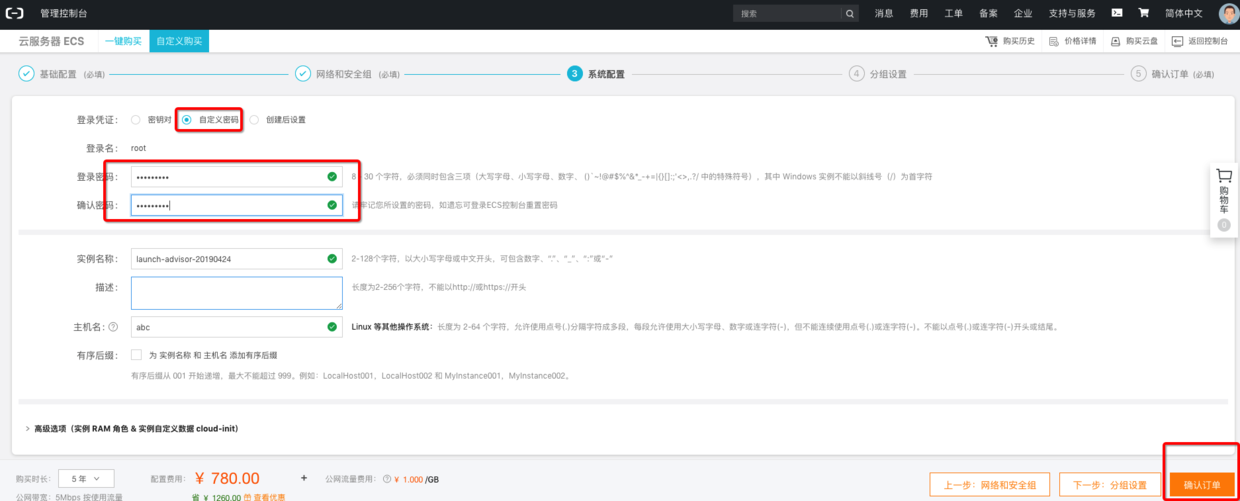 管理控制台 搜索 消息 费用 工单 备案 企业 支持与服务 简体中文
云服务器 ECS 一键购买 自定义购买 购买历史 价格详情 购买云盘 返回控制台
基础配置 (必填) 网络和安全组 (必填) 3 系统配置 4 分组设置 5 确认订单 (必填)
登录凭证: 密钥对 自定义密码 创建后设置
登录名: root
登录密码: ••••••••• 8 - 30 个字符,必须同时包含三项(大写字母、小写字母、数字、 ()`~!@#$%^&*_-+=|{}[]:;'<>,.?/ 中的特殊符号),其中 Windows 实例不能以斜线号(/)为首字符
确认密码: ••••••••• 请牢记您所设置的密码,如遗忘可登录ECS控制台重置密码
购物车
0
实例名称: launch-advisor-20190424 2-128个字符,以大小写字母或中文开头,可包含数字、"."、"_"、":"或"-"
描述: 长度为2-256个字符,不能以http://或https://开头
主机名: ? abc Linux 等其他操作系统:长度为 2-64 个字符,允许使用点号(.)分隔字符成多段,每段允许使用大小写字母、数字或连字符(-),但不能连续使用点号(.)或连字符(-)。不能以点号(.)或连字符(-)开头或结尾。
有序后缀: 为 实例名称 和 主机名 添加有序后缀
有序后缀从 001 开始递增,最大不能超过 999。例如:LocalHost001,LocalHost002 和 MyInstance001,MyInstance002。
> 高级选项(实例 RAM 角色 & 实例自定义数据 cloud-init)
购买时长: 5 年 配置费用: ¥ 780.00 + 公网流量费用: ? ¥ 1.000 /GB 上一步:网络和安全组 下一步:分组设置 确认订单
公网带宽:5Mbps 按使用流量 省 ¥ 1260.00 查看优惠